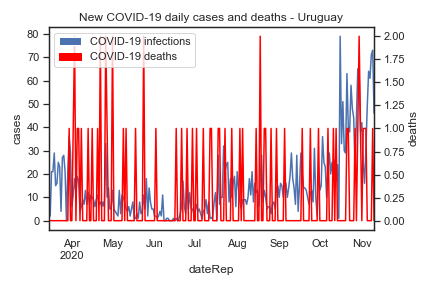 New COVID-19 daily cases and deaths - Uruguay
COVID-19 infections
COVID-19 deaths
80
70
60
50
40
30
20
10
0
cases
2.00
1.75
1.50
1.25
1.00
0.75
0.50
0.25
0.00
deaths
Apr May Jun Jul Aug Sep Oct Nov
2020
dateRep